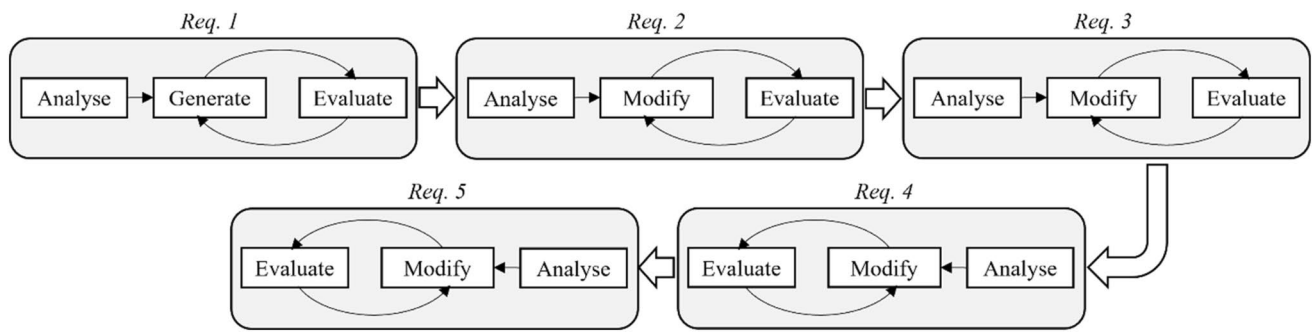 Req. 1
Analyse
Generate
Evaluate
Req. 2
Analyse
Modify
Evaluate
Req. 3
Analyse
Modify
Evaluate
Req. 4
Analyse
Modify
Evaluate
Req. 5
Analyse
Modify
Evaluate